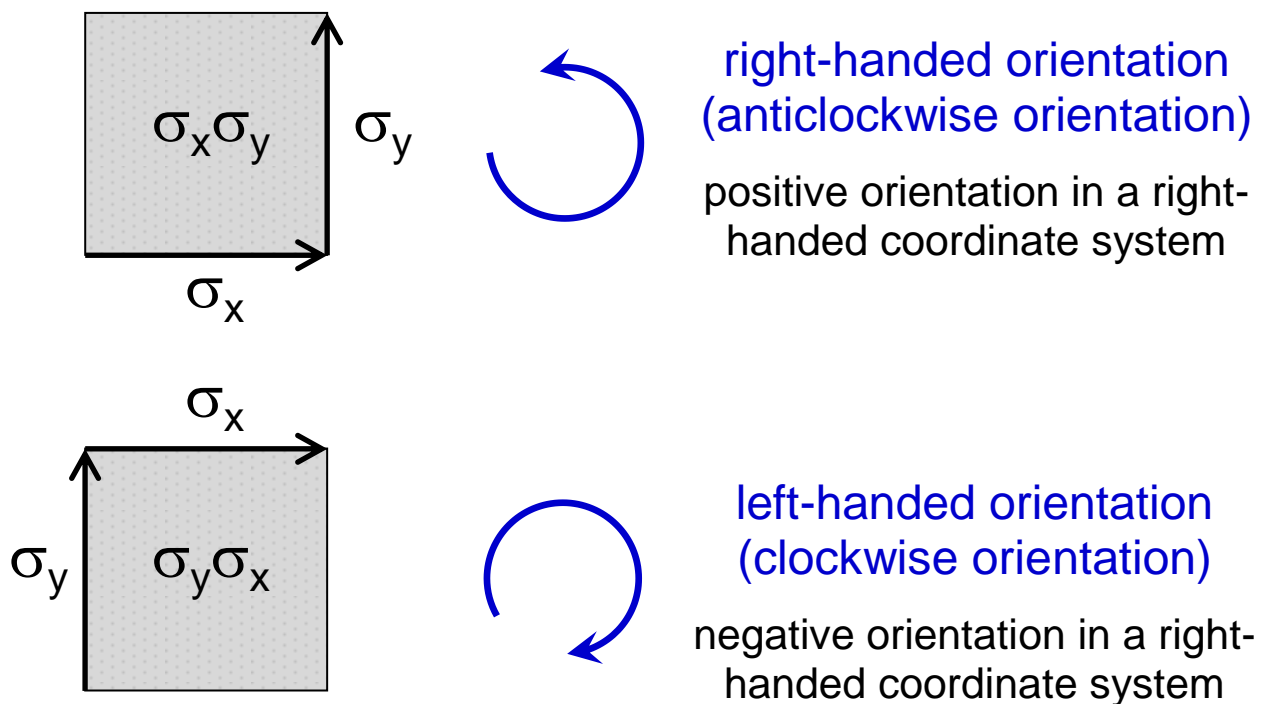 σxσy
σy
σx
right-handed orientation
(anticlockwise orientation)
positive orientation in a right-
handed coordinate system
σx
σy
σyσx
left-handed orientation
(clockwise orientation)
negative orientation in a right-
handed coordinate system